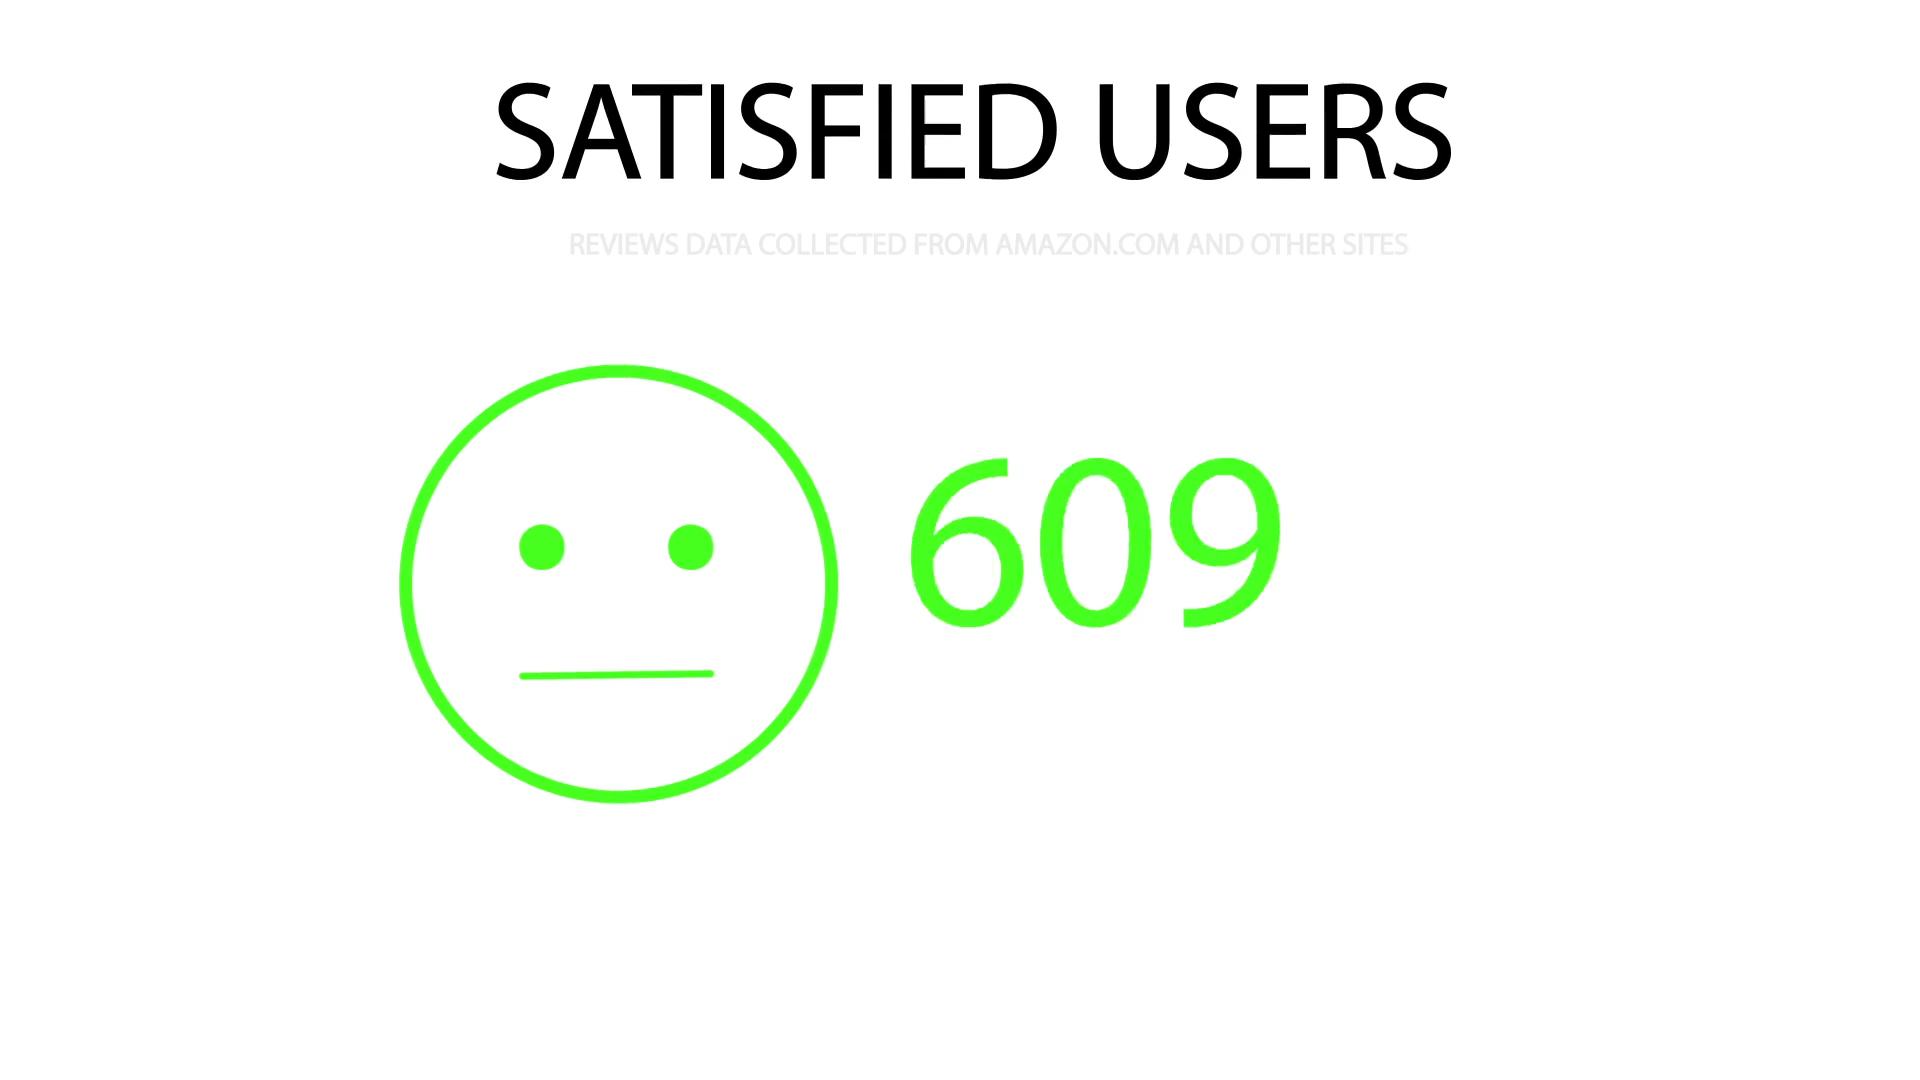 SATISFIED USERS
REVIEWS DATA COLLECTED FROM AMAZON.COM AND OTHER SITES
609